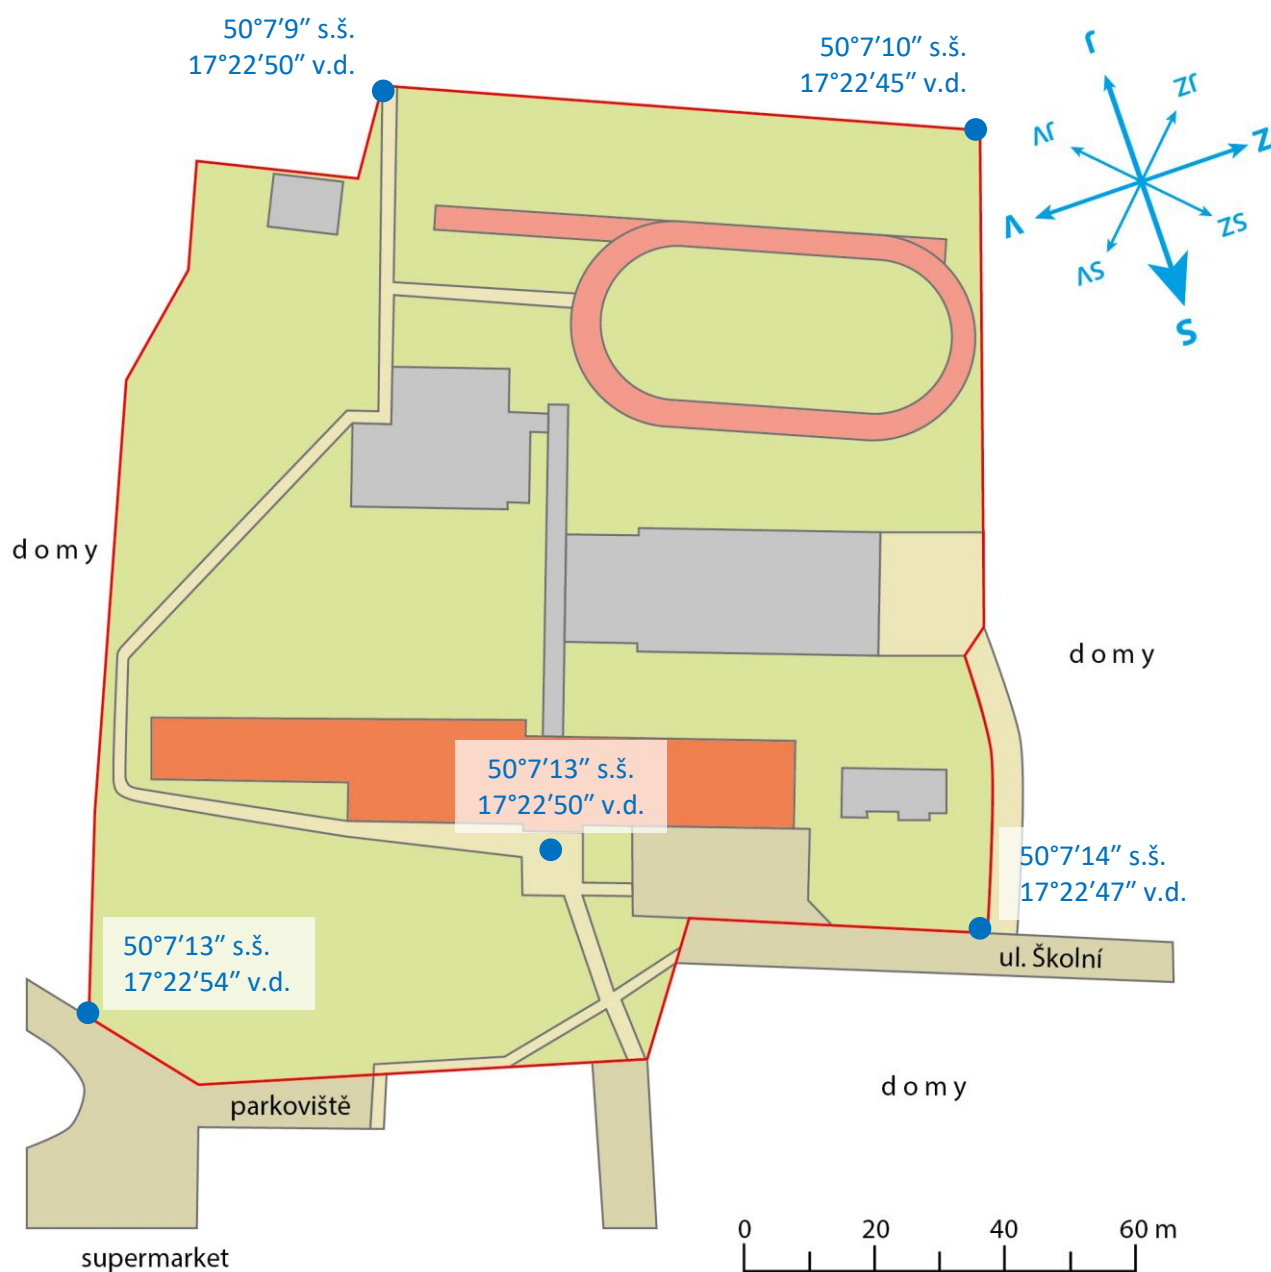 50°7′9″ s.š.
17°22′50″ v.d.
50°7′10″ s.š.
17°22′45″ v.d.
J
JZ
JV
Z
V
SZ
SV
S
domy
domy
50°7′13″ s.š.
17°22′50″ v.d.
50°7′14″ s.š.
17°22′47″ v.d.
50°7′13″ s.š.
17°22′54″ v.d.
ul. Školní
domy
parkoviště
supermarket
0 20 40 60 m